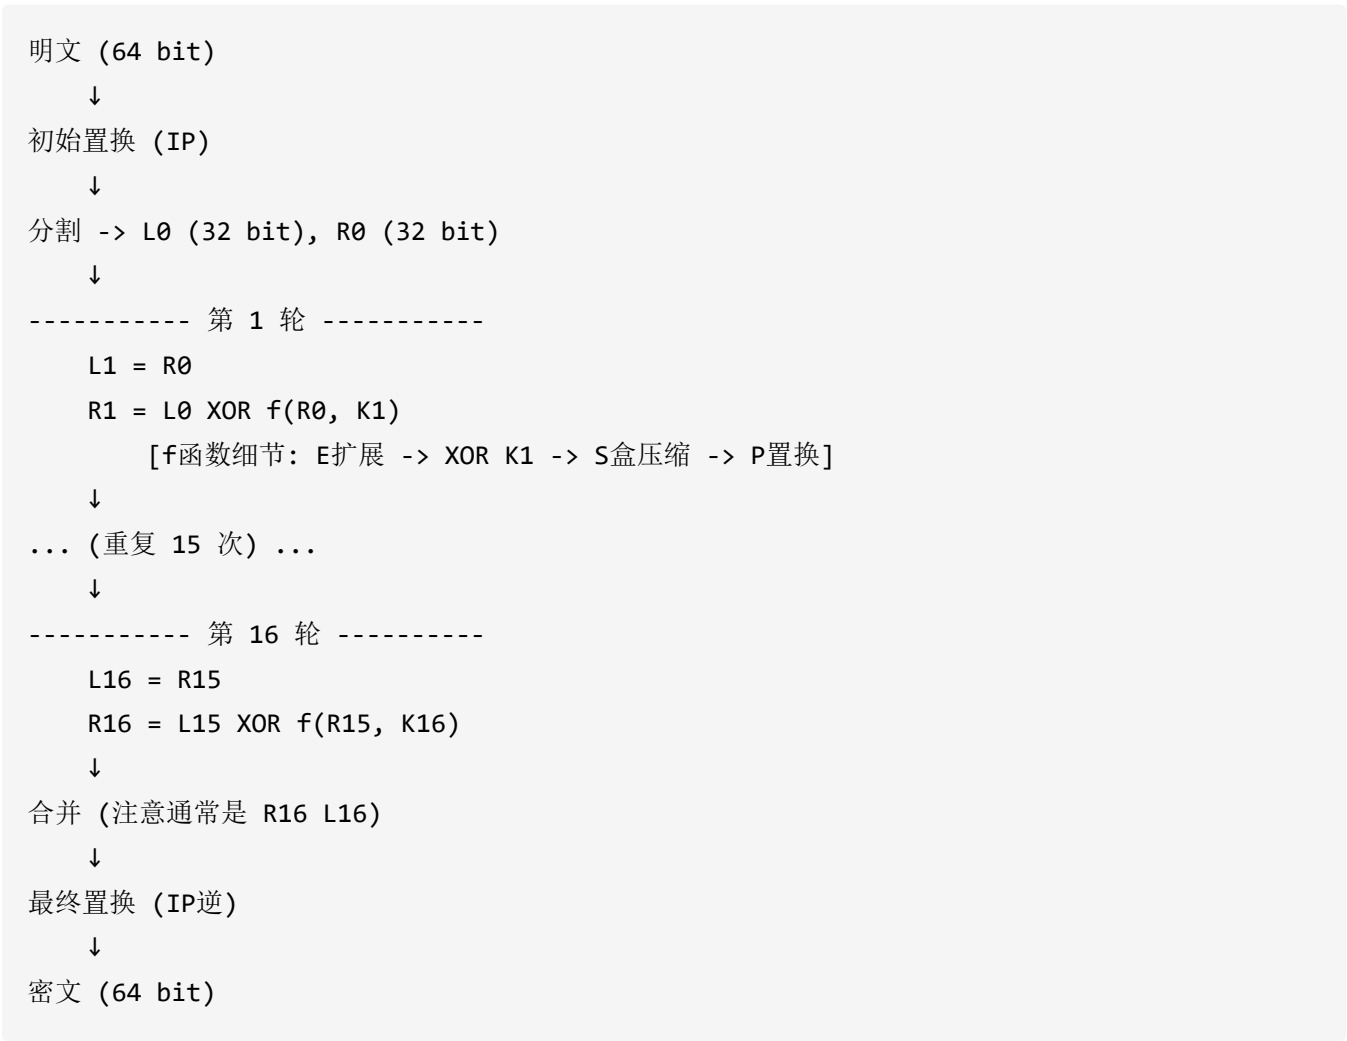 明文 (64 bit)
↓
初始置换 (IP)
↓
分割 -> L0 (32 bit), R0 (32 bit)
↓
----------- 第 1 轮 -----------
L1 = R0
R1 = L0 XOR f(R0, K1)
[f函数细节: E扩展 -> XOR K1 -> S盒压缩 -> P置换]
↓
... (重复 15 次) ...
↓
----------- 第 16 轮 ----------
L16 = R15
R16 = L15 XOR f(R15, K16)
↓
合并 (注意通常是 R16 L16)
↓
最终置换 (IP逆)
↓
密文 (64 bit)